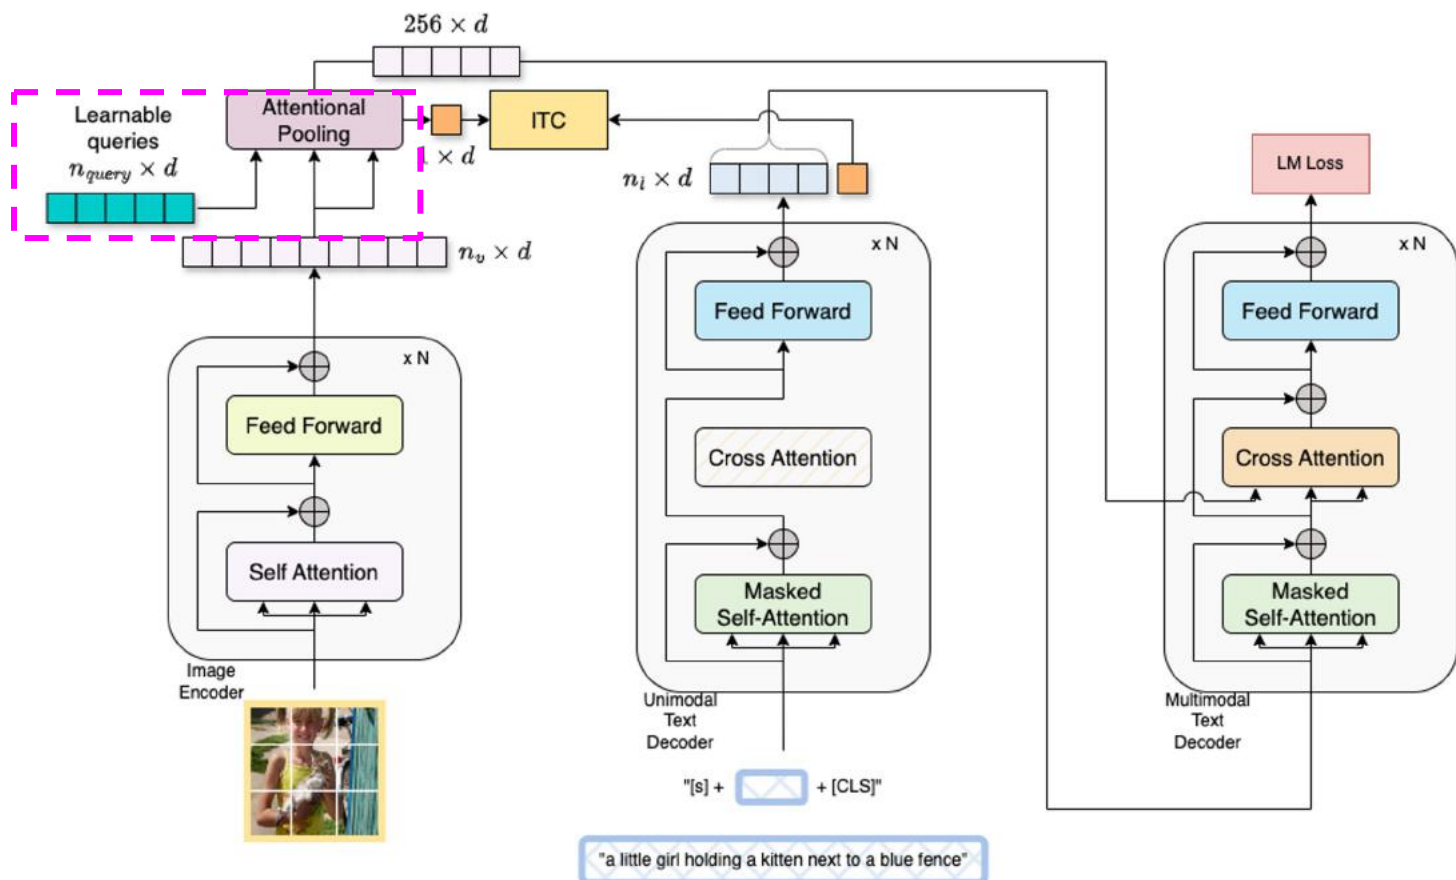 256 × d
Learnable
queries
n_query × d
Attentional
Pooling
1 × d
ITC
n_l × d
LM Loss
n_v × d
x N
Feed Forward
Self Attention
Image
Encoder
x N
Feed Forward
Cross Attention
Masked
Self-Attention
Unimodal
Text
Decoder
x N
Feed Forward
Cross Attention
Masked
Self-Attention
Multimodal
Text
Decoder
"[s] + + [CLS]"
"a little girl holding a kitten next to a blue fence"